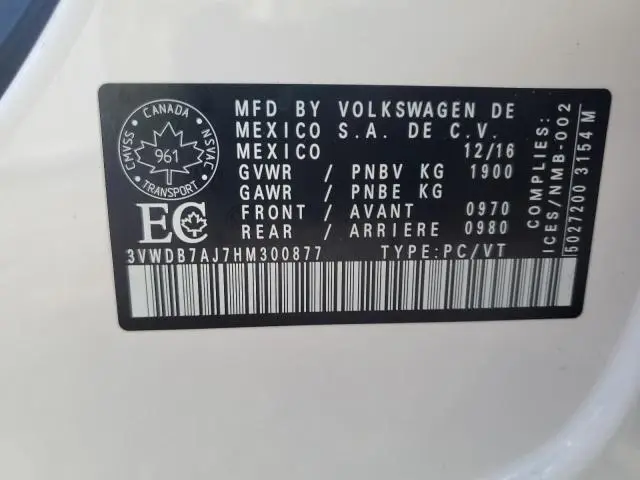 CANADA
CMVSS
NSVAC
961
TRANSPORT
EC
MFD BY VOLKSWAGEN DE
MEXICO S.A. DE C.V.
MEXICO 12/16
GVWR / PNBV KG 1900
GAWR / PNBE KG
FRONT / AVANT 0970
REAR / ARRIERE 0980
3VWDB7AJ7HM300877 TYPE:PC/VT
COMPLIES:
ICES/NMB-002
5027200 3154 M